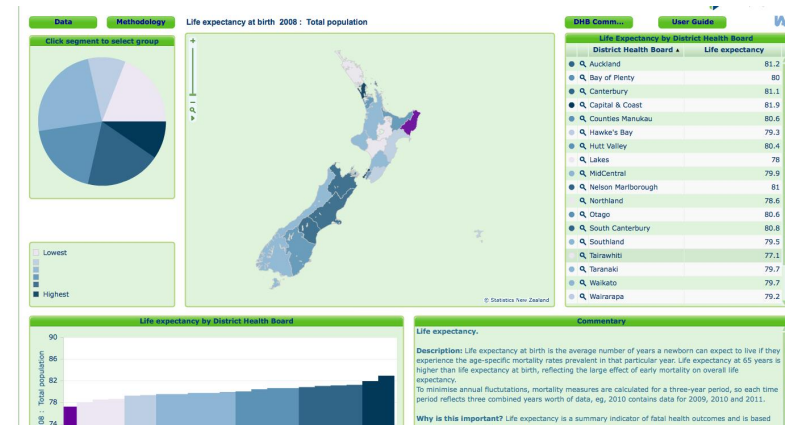 Data
Methodology
Life expectancy at birth 2008 : Total population
DHB Comm...
User Guide
Click segment to select group
Lowest
Highest
© Statistics New Zealand
Life Expectancy by District Health Board
District Health Board ▴ Life expectancy
Auckland 81.2
Bay of Plenty 80
Canterbury 81.1
Capital & Coast 81.9
Counties Manukau 80.6
Hawke's Bay 79.3
Hutt Valley 80.4
Lakes 78
MidCentral 79.9
Nelson Marlborough 81
Northland 78.6
Otago 80.6
South Canterbury 80.8
Southland 79.5
Tairawhiti 77.1
Taranaki 79.7
Waikato 79.7
Wairarapa 79.2
Life expectancy by District Health Board
08 : Total population
90
86
82
78
74
Commentary
Life expectancy.
Description: Life expectancy at birth is the average number of years a newborn can expect to live if they
experience the age-specific mortality rates prevalent in that particular year. Life expectancy at 65 years is
higher than life expectancy at birth, reflecting the large effect of early mortality on overall life
expectancy.
To minimise annual fluctutations, mortality measures are calculated for a three-year period, so each time
period reflects three combined years worth of data, eg, 2010 contains data for 2009, 2010 and 2011.
Why is this important? Life expectancy is a summary indicator of fatal health outcomes and is based